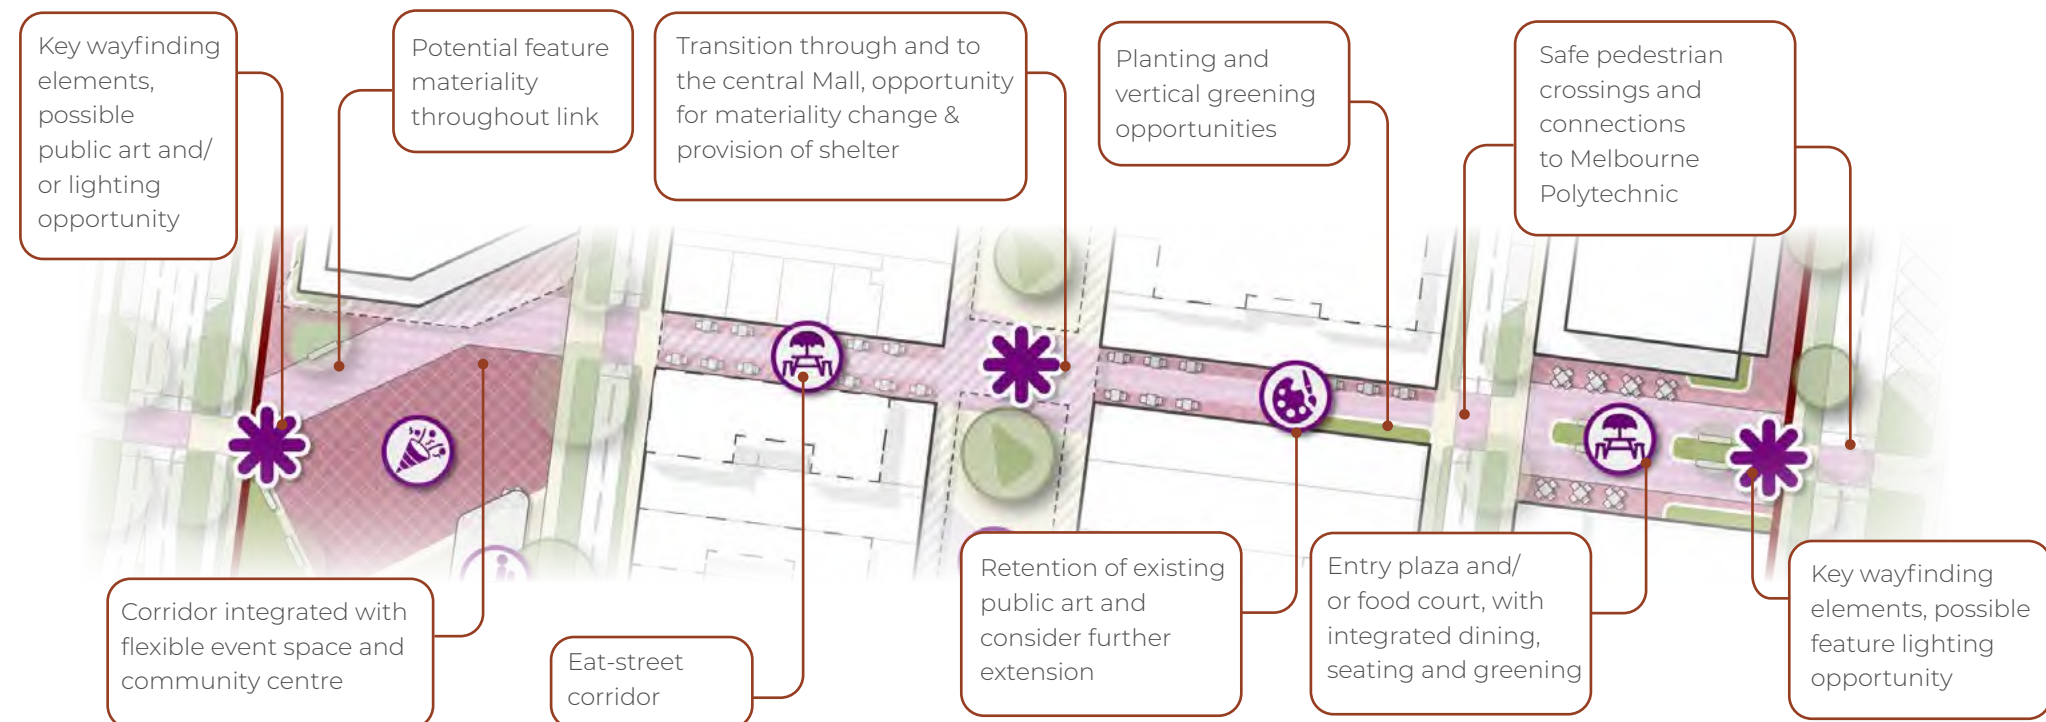 Key wayfinding
elements,
possible
public art and/
or lighting
opportunity
Potential feature
materiality
throughout link
Transition through and to
the central Mall, opportunity
for materiality change &
provision of shelter
Planting and
vertical greening
opportunities
Safe pedestrian
crossings and
connections
to Melbourne
Polytechnic
Corridor integrated with
flexible event space and
community centre
Eat-street
corridor
Retention of existing
public art and
consider further
extension
Entry plaza and/
or food court, with
integrated dining,
seating and greening
Key wayfinding
elements, possible
feature lighting
opportunity